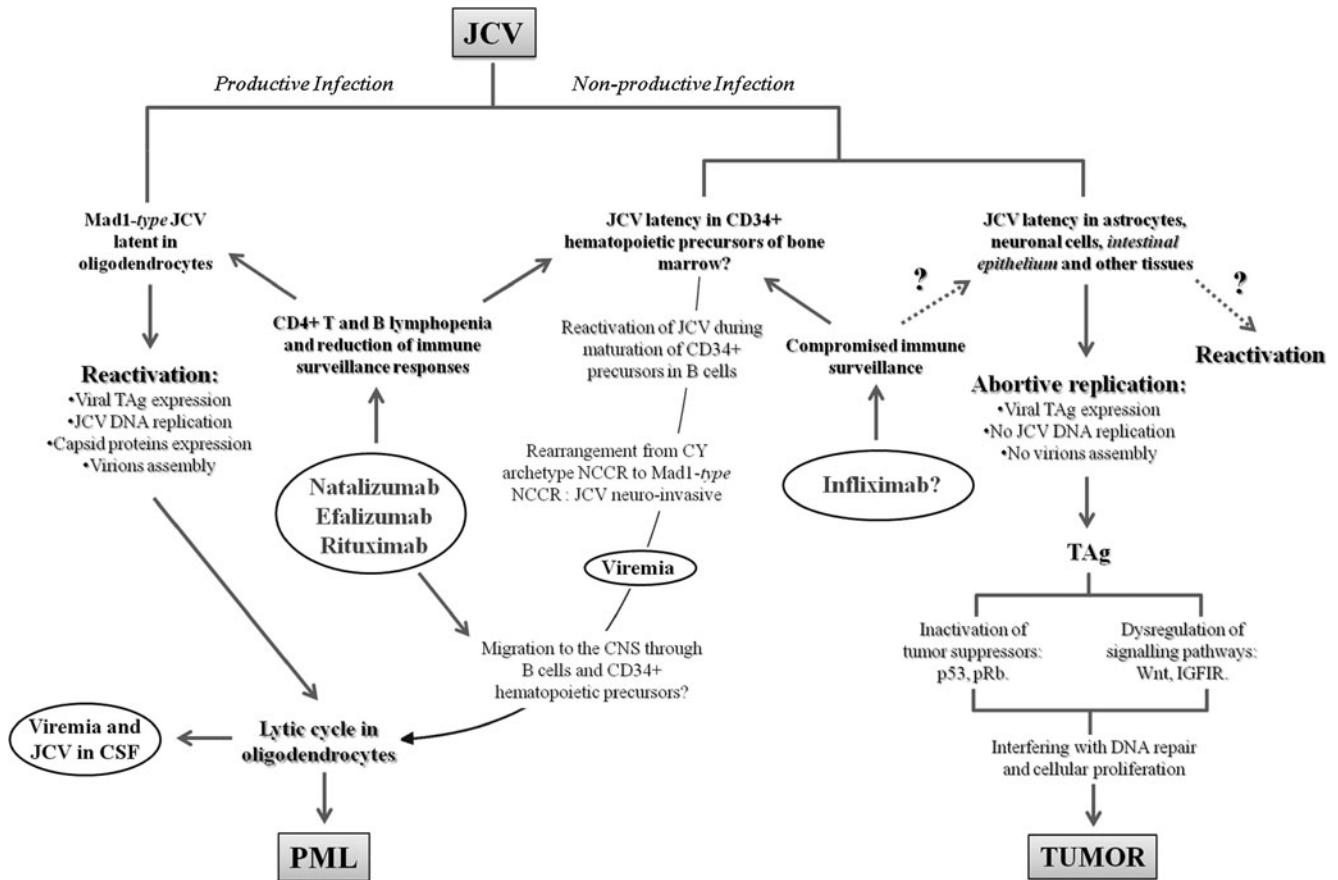 JCV
Productive Infection
Non-productive Infection
Mad1-type JCV
latent in
oligodendrocytes
JCV latency in CD34+
hematopoietic precursors of bone
marrow?
JCV latency in astrocytes,
neuronal cells, intestinal
epithelium and other tissues
?
?
CD4+ T and B lymphopenia
and reduction of immune
surveillance responses
Reactivation of JCV during
maturation of CD34+
precursors in B cells
Compromised immune
surveillance
Reactivation
Reactivation:
•Viral TAg expression
•JCV DNA replication
•Capsid proteins expression
•Virions assembly
Abortive replication:
•Viral TAg expression
•No JCV DNA replication
•No virions assembly
Natalizumab
Efalizumab
Rituximab
Rearrangement from CY
archetype NCCR to Mad1-type
NCCR : JCV neuro-invasive
Infliximab?
Viremia
TAg
Migration to the CNS through
B cells and CD34+
hematopoietic precursors?
Inactivation of
tumor suppressors:
p53, pRb.
Dysregulation of
signalling pathways:
Wnt, IGFIR.
Viremia and
JCV in CSF
Lytic cycle in
oligodendrocytes
Interfering with DNA repair
and cellular proliferation
PML
TUMOR